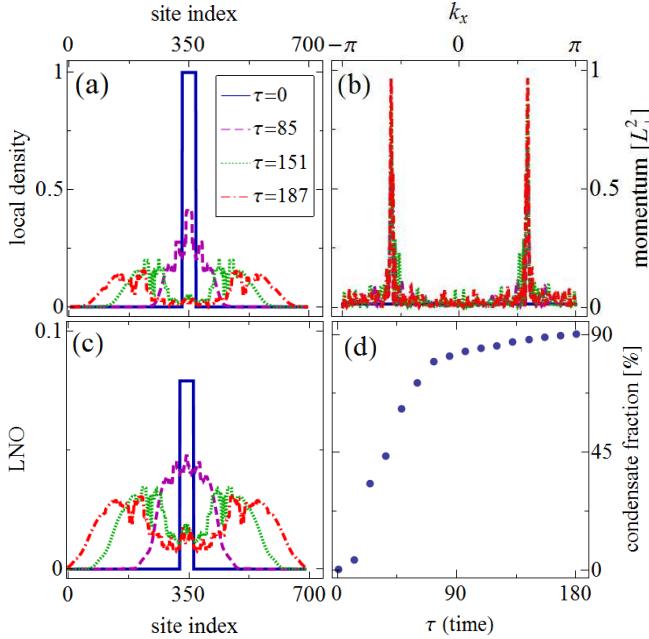 site index
0 350 700
k_x
−π 0 π
(a)
1
0.5
0
local density
τ=0
τ=85
τ=151
τ=187
(b)
1
0.5
0
momentum [L²
(c)
0.1
0
LNO
0 350 700
site index
(d)
90
45
0
condensate fraction [%]
0 90 180
τ (time)